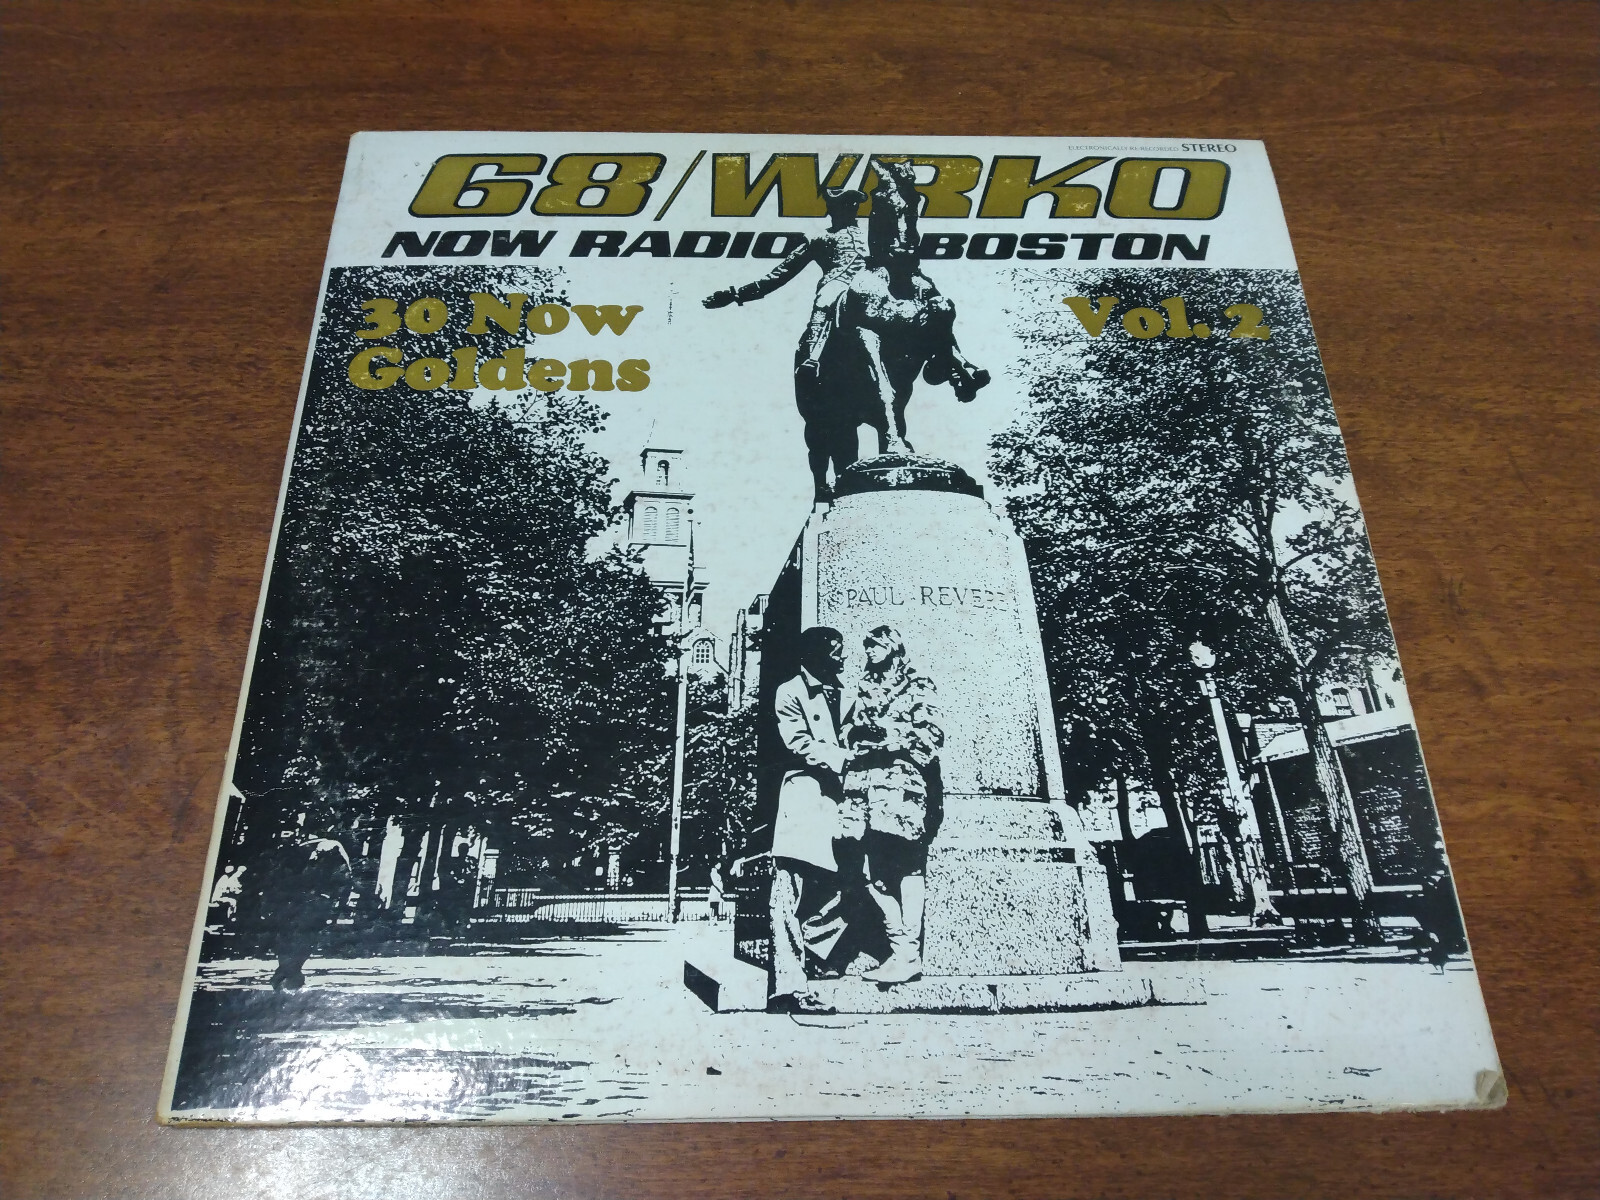 ELECTRONICALLY RE-RECORDED STEREO
68/WRKO
NOW RADIO BOSTON
30 Now
Goldens
Vol. 2
PAUL REVERE